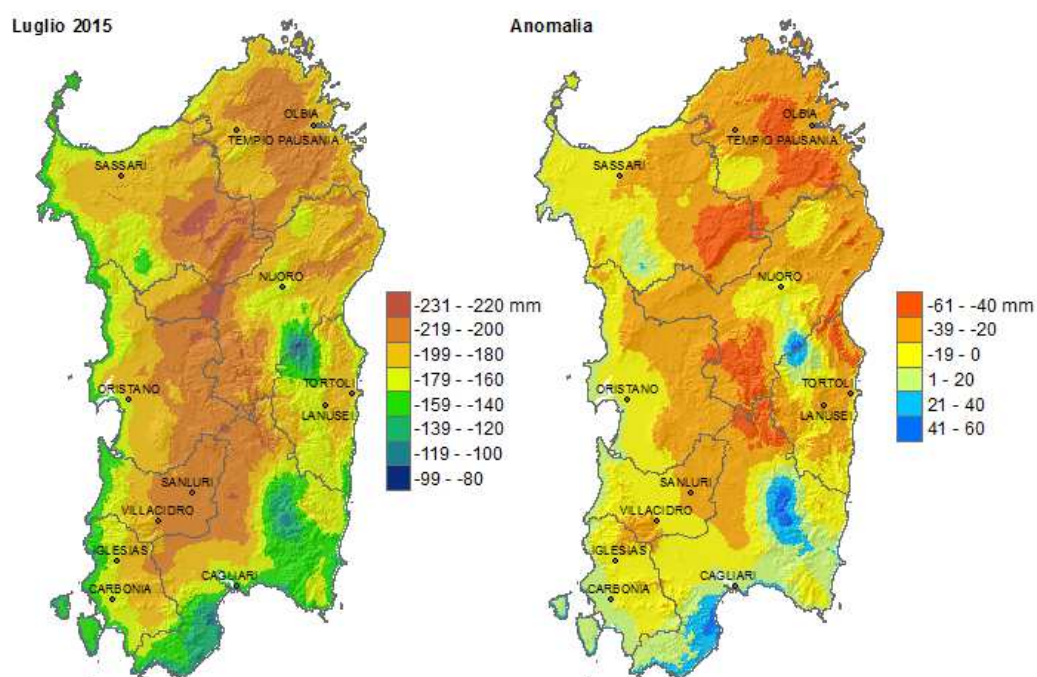 Luglio 2015
OLBIA
TEMPIO PAUSANIA
SASSARI
NUORO
ORISTANO
TORTOLI
LANUSEI
SANLURI
VILLACIDRO
IGLESIAS
CARBONIA
CAGLIARI
-231 - -220 mm
-219 - -200
-199 - -180
-179 - -160
-159 - -140
-139 - -120
-119 - -100
-99 - -80
Anomalia
OLBIA
TEMPIO PAUSANIA
SASSARI
NUORO
ORISTANO
TORTOLI
LANUSEI
SANLURI
VILLACIDRO
IGLESIAS
CARBONIA
CAGLIARI
-61 - -40 mm
-39 - -20
-19 - 0
1 - 20
21 - 40
41 - 60